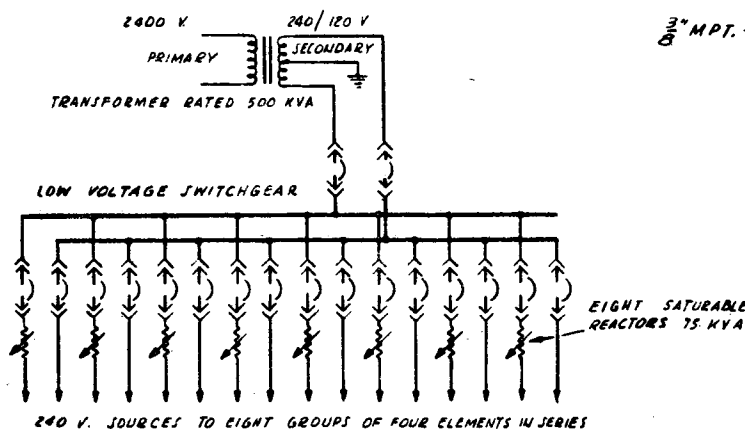 2400 V.
240/120 V
PRIMARY
SECONDARY
TRANSFORMER RATED 500 KVA
3/8" MPT.
LOW VOLTAGE SWITCHGEAR
EIGHT SATURABLE
REACTORS 75 KVA
240 V. SOURCES TO EIGHT GROUPS OF FOUR ELEMENTS IN SERIES